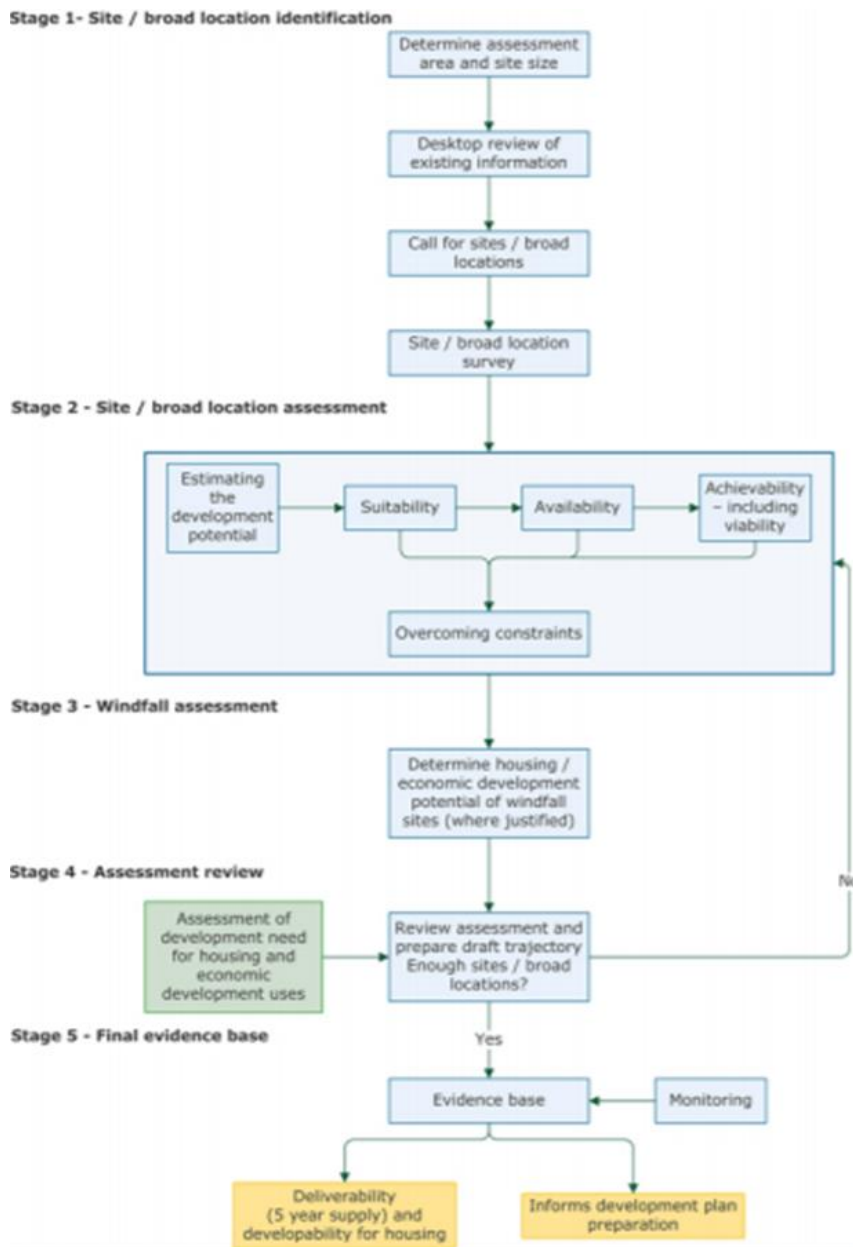 Stage 1- Site / broad location identification
Determine assessment
area and site size
Desktop review of
existing information
Call for sites / broad
locations
Site / broad location
survey
Stage 2 - Site / broad location assessment
Estimating
the
development
potential
Suitability
Availability
Achievability
– including
viability
Overcoming constraints
Stage 3 - Windfall assessment
Determine housing /
economic development
potential of windfall
sites (where justified)
Stage 4 - Assessment review
No
Assessment of
development need
for housing and
economic
development uses
Review assessment and
prepare draft trajectory
Enough sites / broad
locations?
Stage 5 - Final evidence base
Yes
Evidence base
Monitoring
Deliverability
(5 year supply) and
developability for housing
Informs development plan
preparation